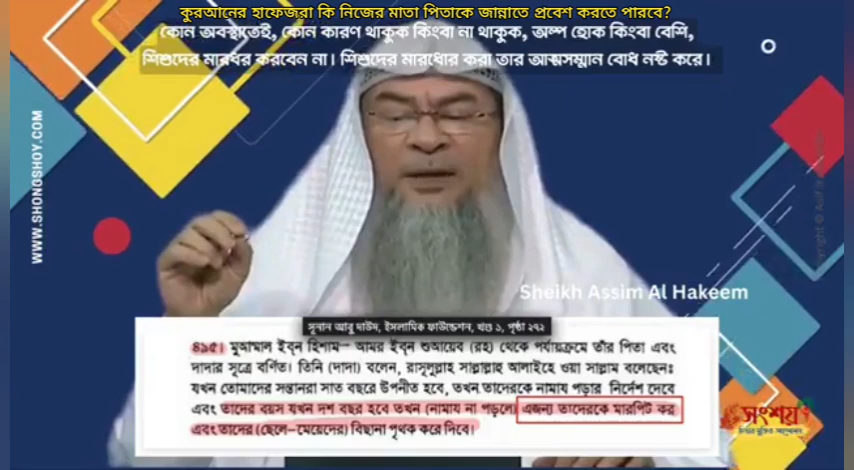 কুরআনের হাফেজরা কি নিজের মাতা পিতাকে জান্নাতে প্রবেশ করতে পারবে?
কোন অবস্থাতেই, কোন কারণ থাকুক কিংবা না থাকুক, অল্প হোক কিংবা বেশি,
শিশুদের মারধর করবেন না। শিশুদের মারধোর করা তার আত্মসম্মান বোধ নষ্ট করে।
WWW.SHONGSHOY.COM
Sheikh Assim Al Hakeem
সুনান আবু দাউদ, ইসলামিক ফাউন্ডেশন, খণ্ড ১, পৃষ্ঠা ২৭২
৪৯৫। মুআম্মাল ইব্‌ন হিশাম— আমর ইব্‌ন শুআয়েব (রহ) থেকে পর্যায়ক্রমে তাঁর পিতা এবং
দাদার সূত্রে বর্ণিত। তিনি (দাদা) বলেন, রাসূলুল্লাহ সাল্লাল্লাহু আলাইহে ওয়া সাল্লাম বলেছেনঃ
যখন তোমাদের সন্তানরা সাত বছরে উপনীত হবে, তখন তাদেরকে নামায পড়ার নির্দেশ দেবে
এবং তাদের বয়স যখন দশ বছর হবে তখন (নামায না পড়লে) এজন্য তাদেরকে মারপিট কর
এবং তাদের (ছেলে-মেয়েদের) বিছানা পৃথক করে দিবে।
সংশয়